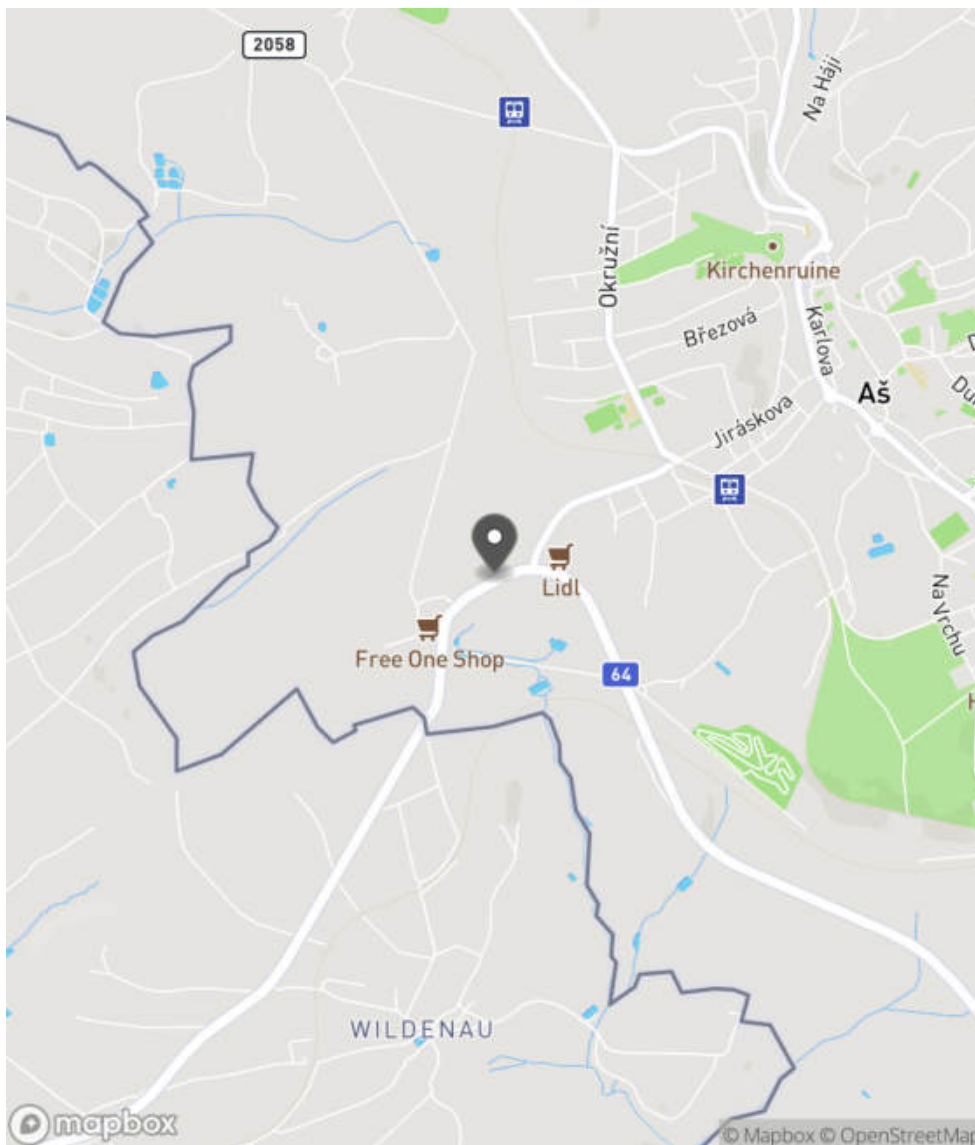 2058
Na Háji
Okružní
Kirchenruine
Březová
Karlova
Aš
Jiráskova
Lidl
Na Vrchu
Free One Shop
64
WILDENAU
mapbox
© Mapbox © OpenStreetMap